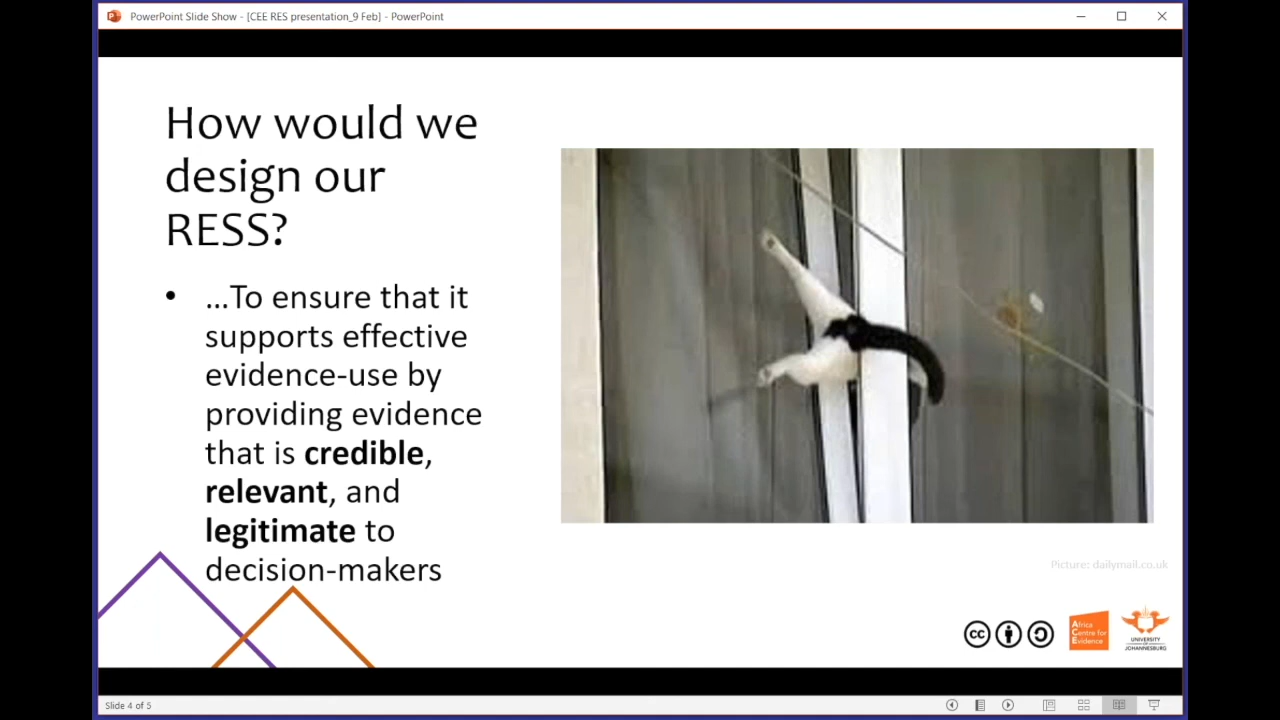 PowerPoint Slide Show - [CEE RES presentation_9 Feb] - PowerPoint
How would we
design our
RESS?
• …To ensure that it
supports effective
evidence-use by
providing evidence
that is credible,
relevant, and
legitimate to
decision-makers
Picture: dailymail.co.uk
cc
Africa
Centre for
Evidence
UNIVERSITY
OF
JOHANNESBURG
Slide 4 of 5